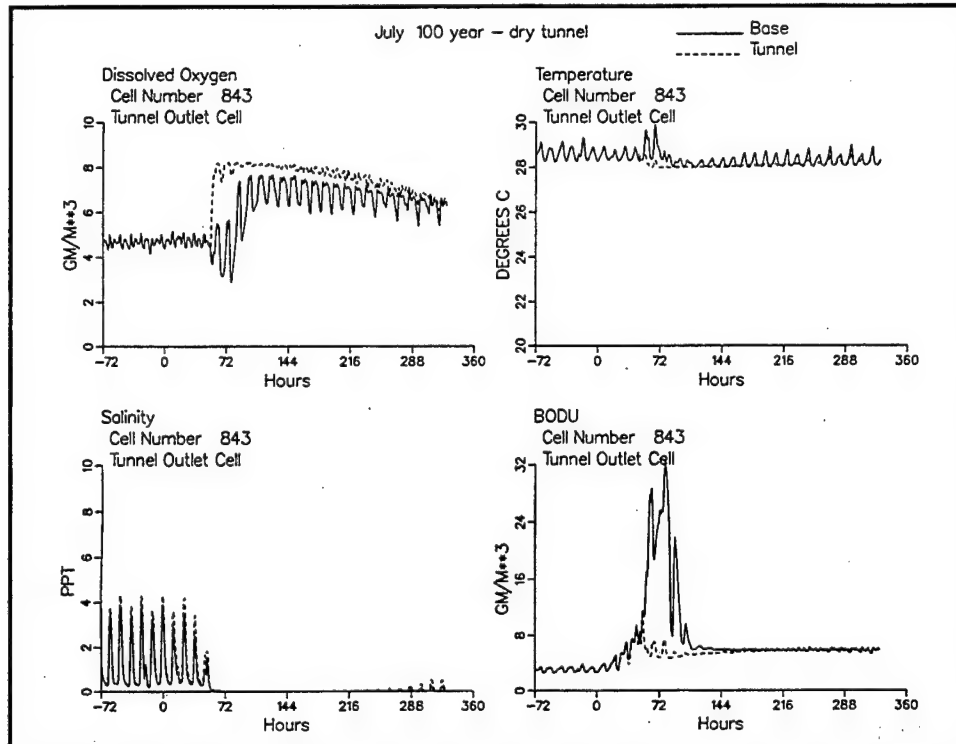 July 100 year - dry tunnel
Base
Tunnel
Dissolved Oxygen
Cell Number 843
Tunnel Outlet Cell
10
8
6
4
2
0
GM/M**3
-72 0 72 144 216 288 360
Hours
Temperature
Cell Number 843
Tunnel Outlet Cell
30
28
26
24
22
20
DEGREES C
-72 0 72 144 216 288 360
Hours
Salinity
Cell Number 843
Tunnel Outlet Cell
10
8
6
4
2
0
PPT
-72 0 72 144 216 288 360
Hours
BODU
Cell Number 843
Tunnel Outlet Cell
32
24
16
8
0
GM/M**3
-72 0 72 144 216 288 360
Hours